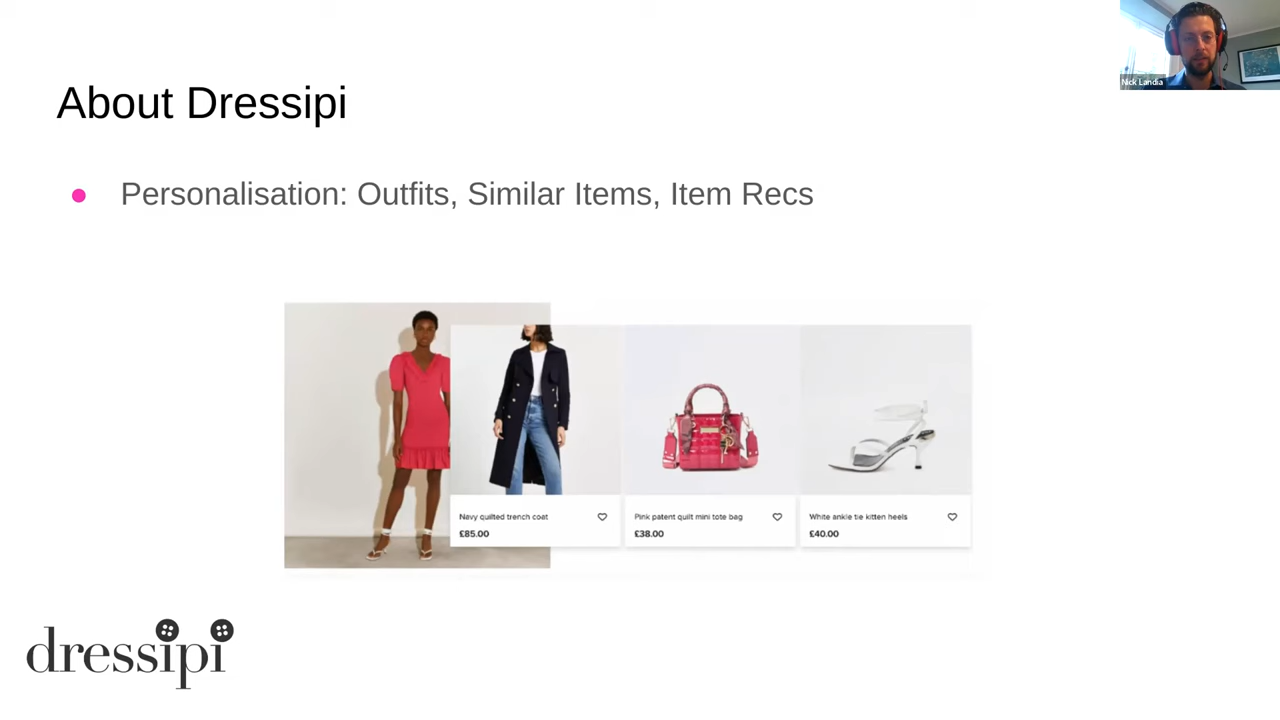 Nick Landia
About Dressipi
Personalisation: Outfits, Similar Items, Item Recs
Navy quilted trench coat
£85.00
Pink patent quilt mini tote bag
£38.00
White ankle tie kitten heels
£40.00
dressipi